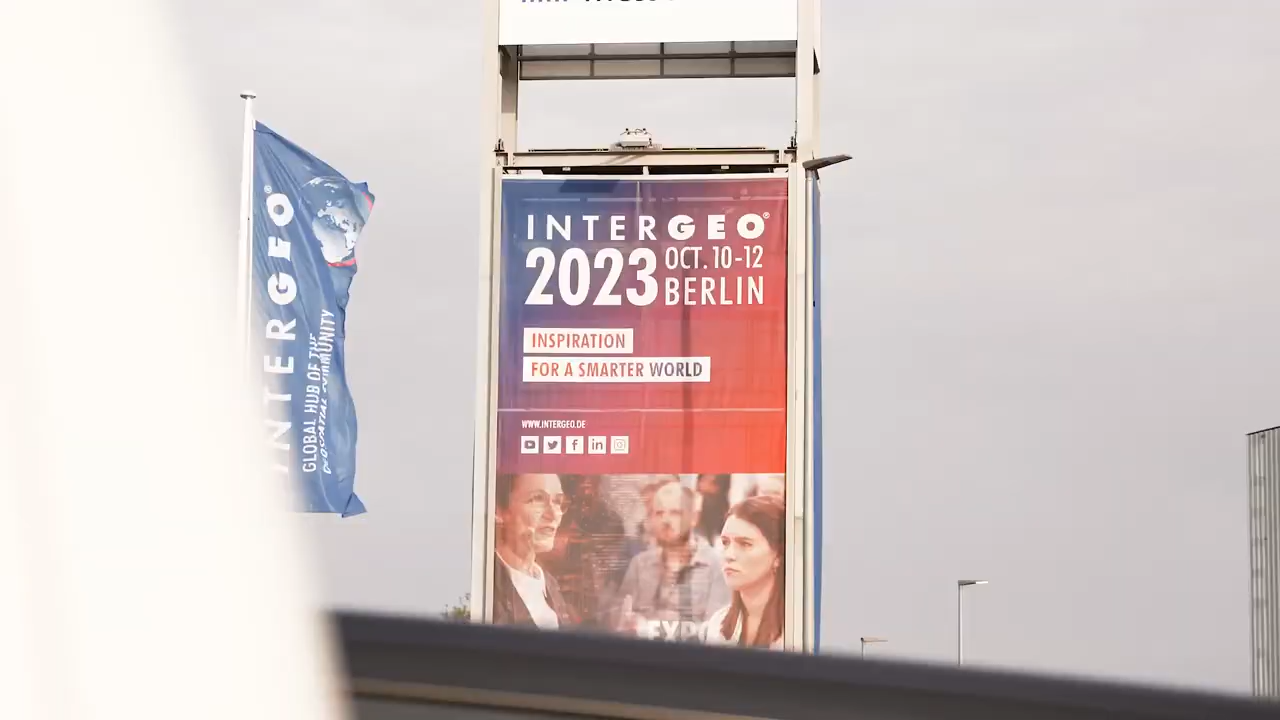 INTERGEO®
GLOBAL HUB OF THE
GEOSPATIAL COMMUNITY
INTERGEO®
2023 OCT. 10-12
BERLIN
INSPIRATION
FOR A SMARTER WORLD
WWW.INTERGEO.DE
EXPO